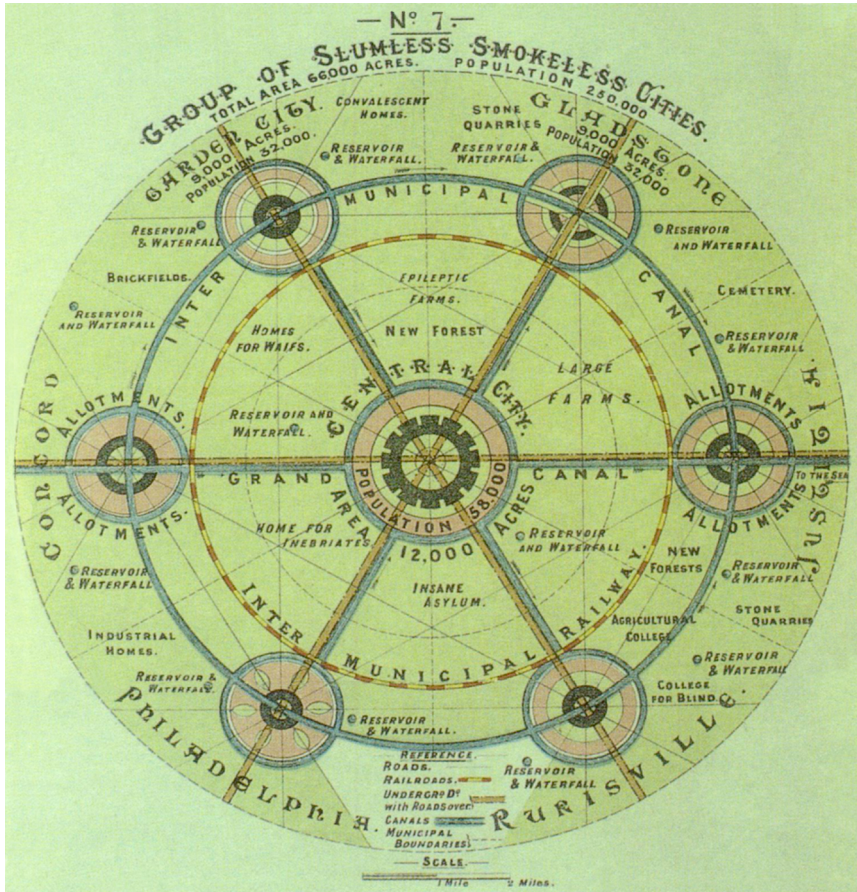 — Nº 7. —
GROUP OF SLUMLESS SMOKELESS CITIES.
TOTAL AREA 66,000 ACRES. POPULATION 250,000
GARDEN CITY.
9,000 ACRES.
POPULATION 32,000.
CONVALESCENT
HOMES.
STONE
QUARRIES
GLADSTONE
9,000 ACRES
POPULATION
32,000
RESERVOIR
& WATERFALL.
RESERVOIR &
WATERFALL.
INTER MUNICIPAL CANAL
RESERVOIR
& WATERFALL
RESERVOIR
AND WATERFALL
BRICKFIELDS.
EPILEPTIC
FARMS.
CEMETERY.
RESERVOIR
AND WATERFALL
HOMES
FOR WAIFS.
NEW FOREST
RESERVOIR
& WATERFALL
LARGE
FARMS.
CENTRAL CITY.
CONCORD
ALLOTMENTS.
RESERVOIR AND
WATERFALL.
ALLOTMENTS
JUSTITIA.
GRAND CANAL
TO THE SEA
POPULATION 58,000
AREA 12,000 ACRES
ALLOTMENTS.
ALLOTMENTS
HOME FOR
INEBRIATES.
RESERVOIR
AND WATERFALL
NEW
FORESTS
RESERVOIR
& WATERFALL.
RESERVOIR
& WATERFALL
INSANE
ASYLUM.
INTER MUNICIPAL RAILWAY.
AGRICULTURAL
COLLEGE
STONE
QUARRIES
INDUSTRIAL
HOMES.
RESERVOIR
& WATERFALL
RESERVOIR &
WATERFALL.
COLLEGE
FOR BLIND.
PHILADELPHIA.
RESERVOIR
& WATERFALL
RURISVILLE.
RESERVOIR
& WATERFALL
REFERENCE.
ROADS.
RAILROADS.
UNDERGRD Dº
with ROADS over
CANALS
MUNICIPAL
BOUNDARIES
— SCALE. —
1 Mile 2 Miles.